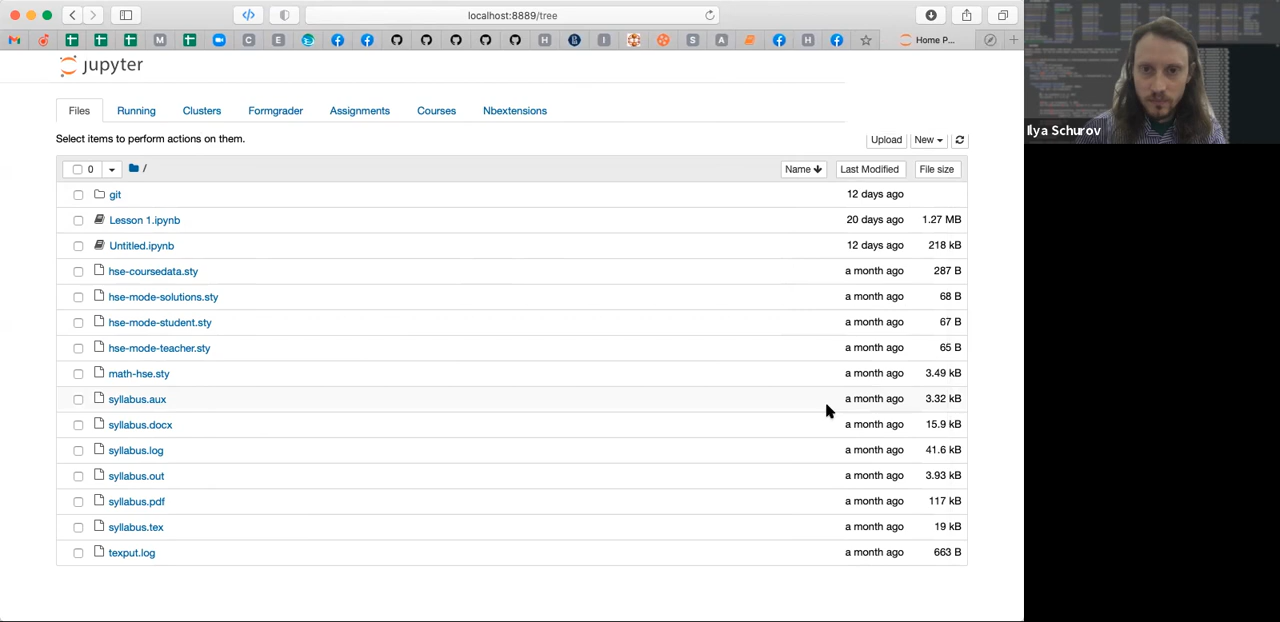 localhost:8889/tree
M C E H I S A H Home P...
jupyter
Files Running Clusters Formgrader Assignments Courses Nbextensions
Select items to perform actions on them.
Upload New
0 / Name Last Modified File size
git 12 days ago
Lesson 1.ipynb 20 days ago 1.27 MB
Untitled.ipynb 12 days ago 218 kB
hse-coursedata.sty a month ago 287 B
hse-mode-solutions.sty a month ago 68 B
hse-mode-student.sty a month ago 67 B
hse-mode-teacher.sty a month ago 65 B
math-hse.sty a month ago 3.49 kB
syllabus.aux a month ago 3.32 kB
syllabus.docx a month ago 15.9 kB
syllabus.log a month ago 41.6 kB
syllabus.out a month ago 3.93 kB
syllabus.pdf a month ago 117 kB
syllabus.tex a month ago 19 kB
texput.log a month ago 663 B
Ilya Schurov